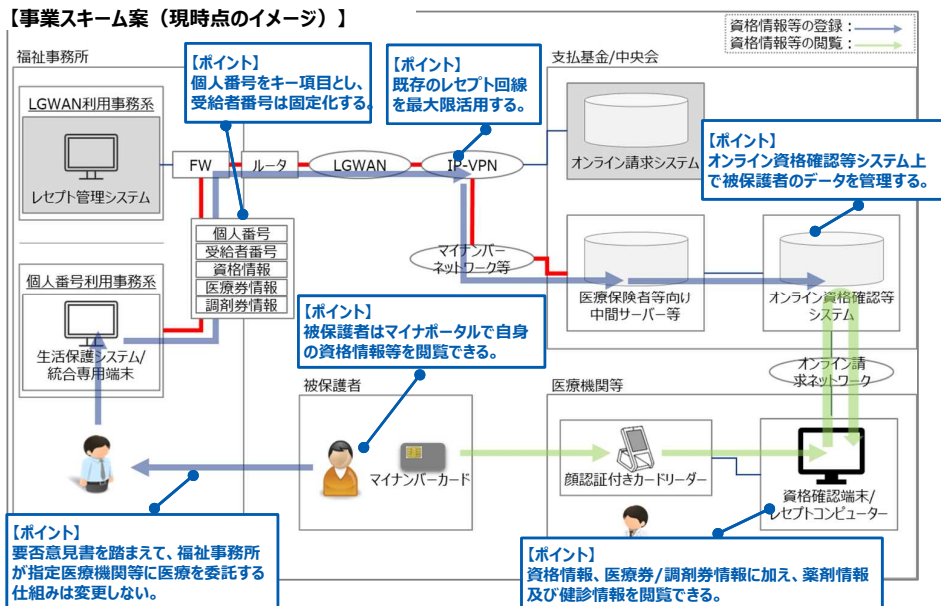 【事業スキーム案（現時点のイメージ）】
資格情報等の登録：
資格情報等の閲覧：
福祉事務所
【ポイント】
個人番号をキー項目とし、
受給者番号は固定化する。
【ポイント】
既存のレセプト回線
を最大限活用する。
支払基金/中央会
LGWAN利用事務系
レセプト管理システム
FW
ルータ
LGWAN
IP-VPN
オンライン請求システム
【ポイント】
オンライン資格確認等システム上
で被保護者のデータを管理する。
個人番号
受給者番号
資格情報
医療券情報
調剤券情報
マイナンバー
ネットワーク等
医療保険者等向け
中間サーバー等
オンライン資格確認等
システム
個人番号利用事務系
生活保護システム/
統合専用端末
【ポイント】
被保護者はマイナポータルで自身
の資格情報等を閲覧できる。
オンライン請
求ネットワーク
被保護者
マイナンバーカード
医療機関等
顔認証付きカードリーダー
資格確認端末/
レセプトコンピューター
【ポイント】
要否意見書を踏まえて、福祉事務所
が指定医療機関等に医療を委託する
仕組みは変更しない。
【ポイント】
資格情報、医療券/調剤券情報に加え、薬剤情報
及び健診情報を閲覧できる。